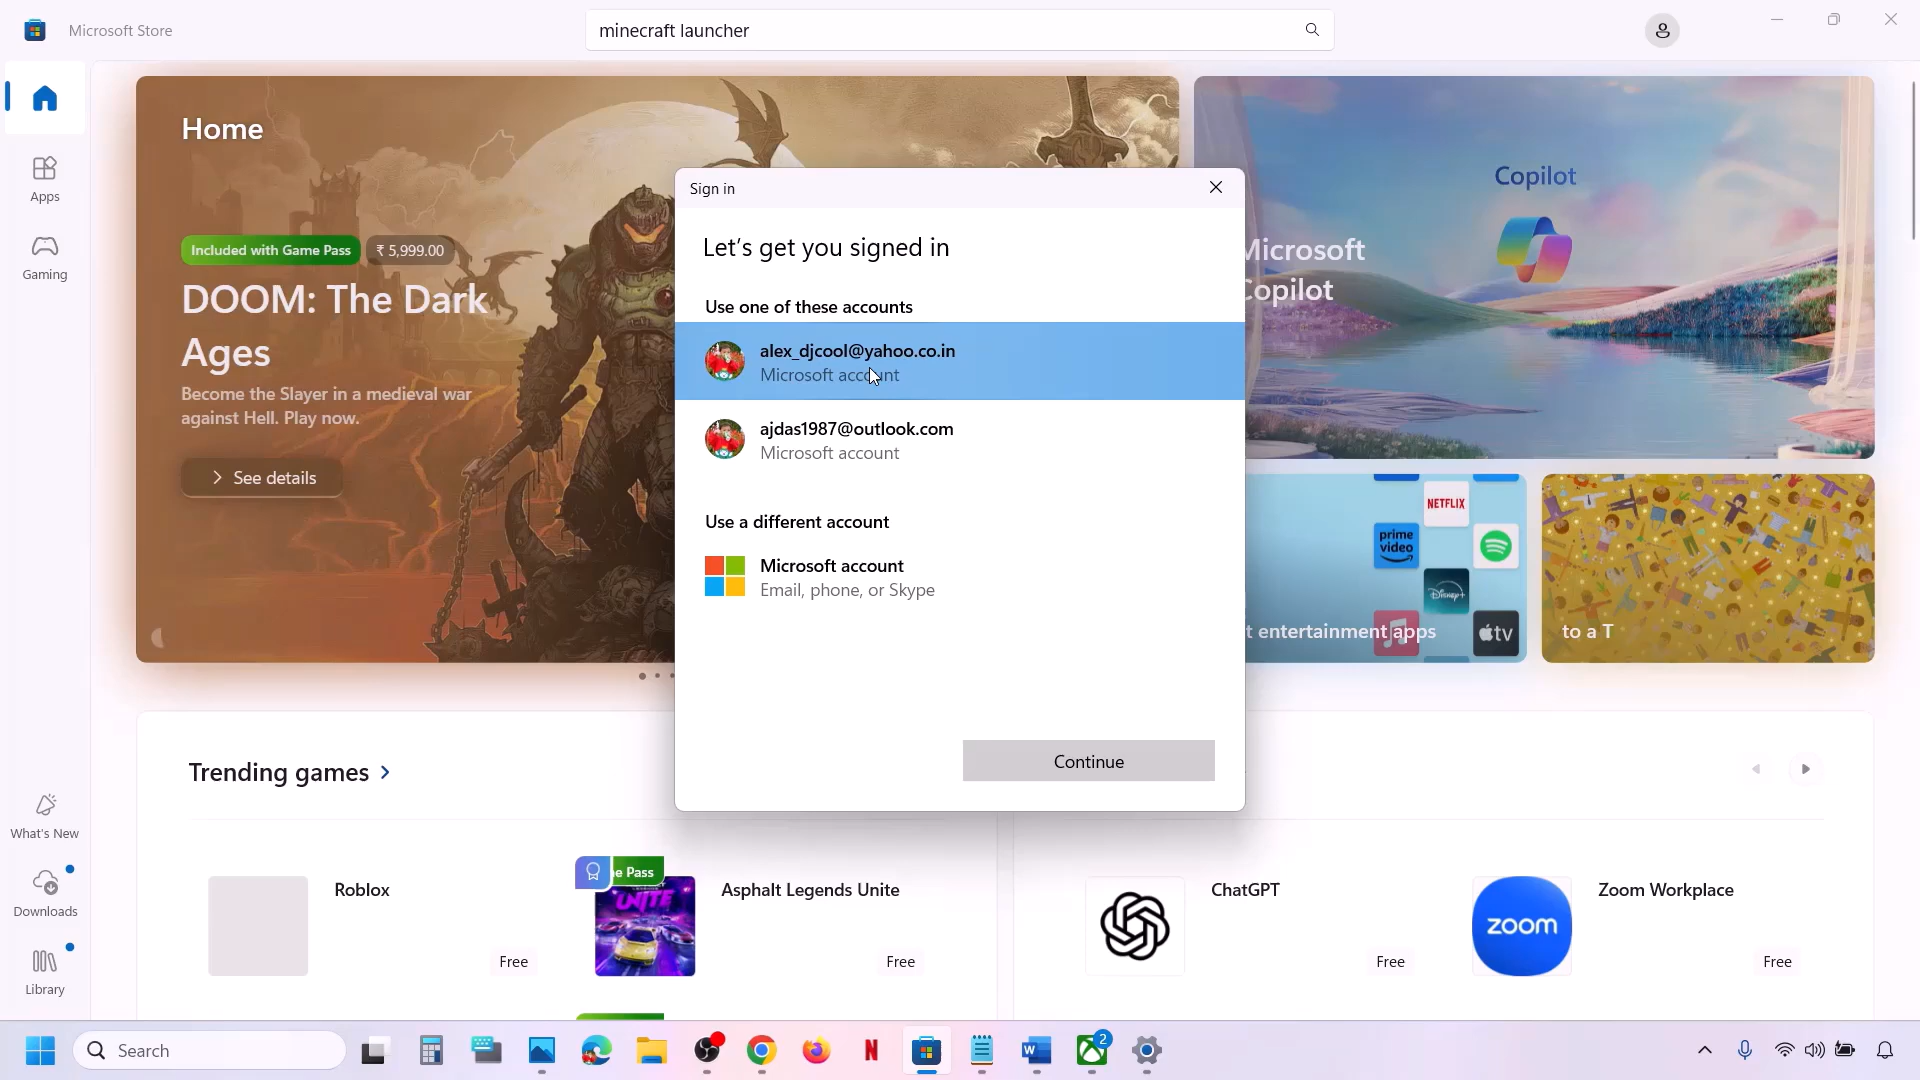 Microsoft Store
minecraft launcher
Home
Apps
Gaming
Included with Game Pass
₹ 5,999.00
DOOM: The Dark
Ages
Become the Slayer in a medieval war
against Hell. Play now.
See details
Copilot
Microsoft
Copilot
Sign in
Let's get you signed in
Use one of these accounts
alex_djcool@yahoo.co.in
Microsoft account
ajdas1987@outlook.com
Microsoft account
Use a different account
Microsoft account
Email, phone, or Skype
Continue
NETFLIX
prime
video
Disney+
tv
t entertainment apps
to a T
Trending games
What's New
Downloads
Library
Roblox
Free
e Pass
UNITE
Asphalt Legends Unite
Free
ChatGPT
Free
zoom
Zoom Workplace
Free
Search
N
W
2